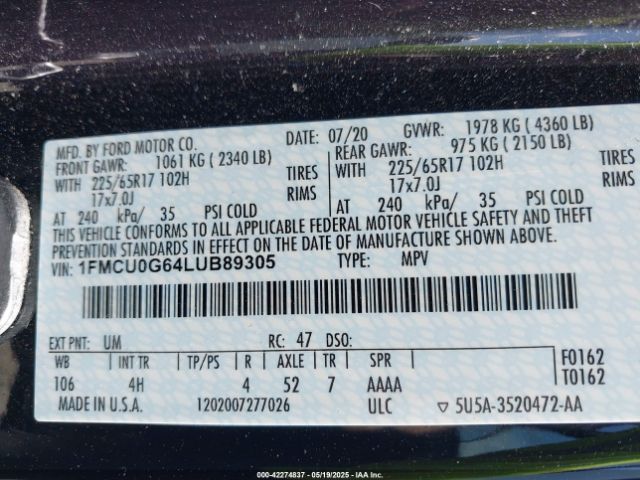 MFD. BY FORD MOTOR CO. DATE: 07/20 GVWR: 1978 KG ( 4360 LB)
FRONT GAWR: 1061 KG ( 2340 LB) REAR GAWR: 975 KG ( 2150 LB)
WITH 225/65R17 102H TIRES WITH 225/65R17 102H TIRES
17x7.0J RIMS 17x7.0J RIMS
AT 240 kPa/ 35 PSI COLD AT 240 kPa/ 35 PSI COLD
THIS VEHICLE CONFORMS TO ALL APPLICABLE FEDERAL MOTOR VEHICLE SAFETY AND THEFT
PREVENTION STANDARDS IN EFFECT ON THE DATE OF MANUFACTURE SHOWN ABOVE.
VIN: 1FMCU0G64LUB89305 TYPE: MPV
EXT PNT: UM RC: 47 DSO: F0162
WB INT TR TP/PS R AXLE TR SPR T0162
106 4H 4 52 7 AAAA
MADE IN U.S.A. 1202007277026 ULC ▽ 5U5A-3520472-AA
000-42274837 - 05/19/2025 - IAA Inc.